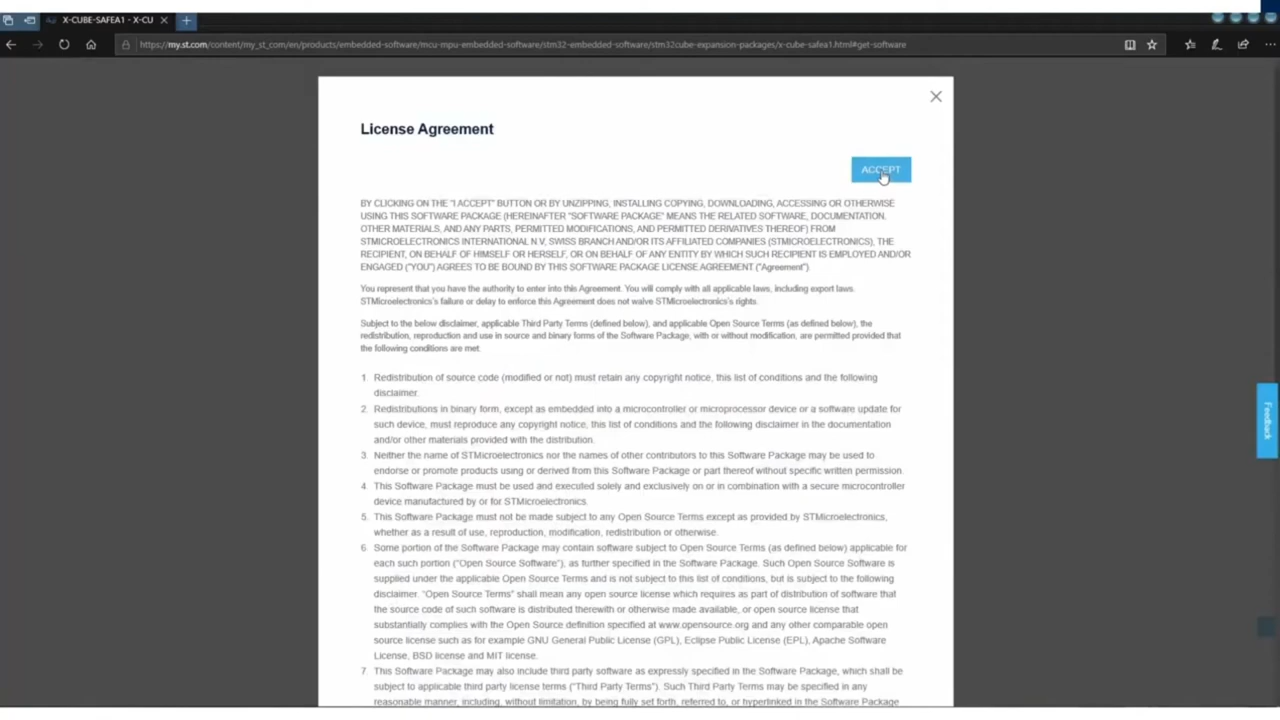 X-CUBE-SAFEA1 - X-CU
https://my.st.com/content/my_st_com/en/products/embedded-software/mcu-mpu-embedded-software/stm32-embedded-software/stm32cube-expansion-packages/x-cube-safea1.html#get-software
License Agreement
ACCEPT
BY CLICKING ON THE "I ACCEPT" BUTTON OR BY UNZIPPING, INSTALLING COPYING, DOWNLOADING, ACCESSING OR OTHERWISE
USING THIS SOFTWARE PACKAGE (HEREINAFTER "SOFTWARE PACKAGE" MEANS THE RELATED SOFTWARE, DOCUMENTATION.
OTHER MATERIALS, AND ANY PARTS, PERMITTED MODIFICATIONS, AND PERMITTED DERIVATIVES THEREOF) FROM
STMICROELECTRONICS INTERNATIONAL N.V, SWISS BRANCH AND/OR ITS AFFILIATED COMPANIES (STMICROELECTRONICS), THE
RECIPIENT, ON BEHALF OF HIMSELF OR HERSELF, OR ON BEHALF OF ANY ENTITY BY WHICH SUCH RECIPIENT IS EMPLOYED AND/OR
ENGAGED ("YOU") AGREES TO BE BOUND BY THIS SOFTWARE PACKAGE LICENSE AGREEMENT ("Agreement")
You represent that you have the authority to enter into this Agreement. You will comply with all applicable laws, including export laws.
STMicroelectronics's failure or delay to enforce this Agreement does not waive STMicroelectronics's rights.
Subject to the below disclaimer, applicable Third Party Terms (defined below), and applicable Open Source Terms (as defined below), the
redistribution, reproduction and use in source and binary forms of the Software Package, with or without modification, are permitted provided that
the following conditions are met.
1. Redistribution of source code (modified or not) must retain any copyright notice, this list of conditions and the following
disclaimer.
2. Redistributions in binary form, except as embedded into a microcontroller or microprocessor device or a software update for
such device, must reproduce any copyright notice, this list of conditions and the following disclaimer in the documentation
and/or other materials provided with the distribution.
3. Neither the name of STMicroelectronics nor the names of other contributors to this Software Package may be used to
endorse or promote products using or derived from this Software Package or part thereof without specific written permission.
4. This Software Package must be used and executed solely and exclusively on or in combination with a secure microcontroller
device manufactured by or for STMicroelectronics.
5. This Software Package must not be made subject to any Open Source Terms except as provided by STMicroelectronics,
whether as a result of use, reproduction, modification, redistribution or otherwise.
6. Some portion of the Software Package may contain software subject to Open Source Terms (as defined below) applicable for
each such portion ("Open Source Software"), as further specified in the Software Package. Such Open Source Software is
supplied under the applicable Open Source Terms and is not subject to this list of conditions, but is subject to the following
disclaimer. "Open Source Terms" shall mean any open source license which requires as part of distribution of software that
the source code of such software is distributed therewith or otherwise made available, or open source license that
substantially complies with the Open Source definition specified at www.opensource.org and any other comparable open
source license such as for example GNU General Public License (GPL), Eclipse Public License (EPL), Apache Software
License, BSD license and MIT license.
7. This Software Package may also include third party software as expressly specified in the Software Package, which shall be
subject to applicable third party license terms ("Third Party Terms"). Such Third Party Terms may be specified in any
reasonable manner, including, without limitation, by being fully set forth, referred to, or hyperlinked in the Software Package
Feedback